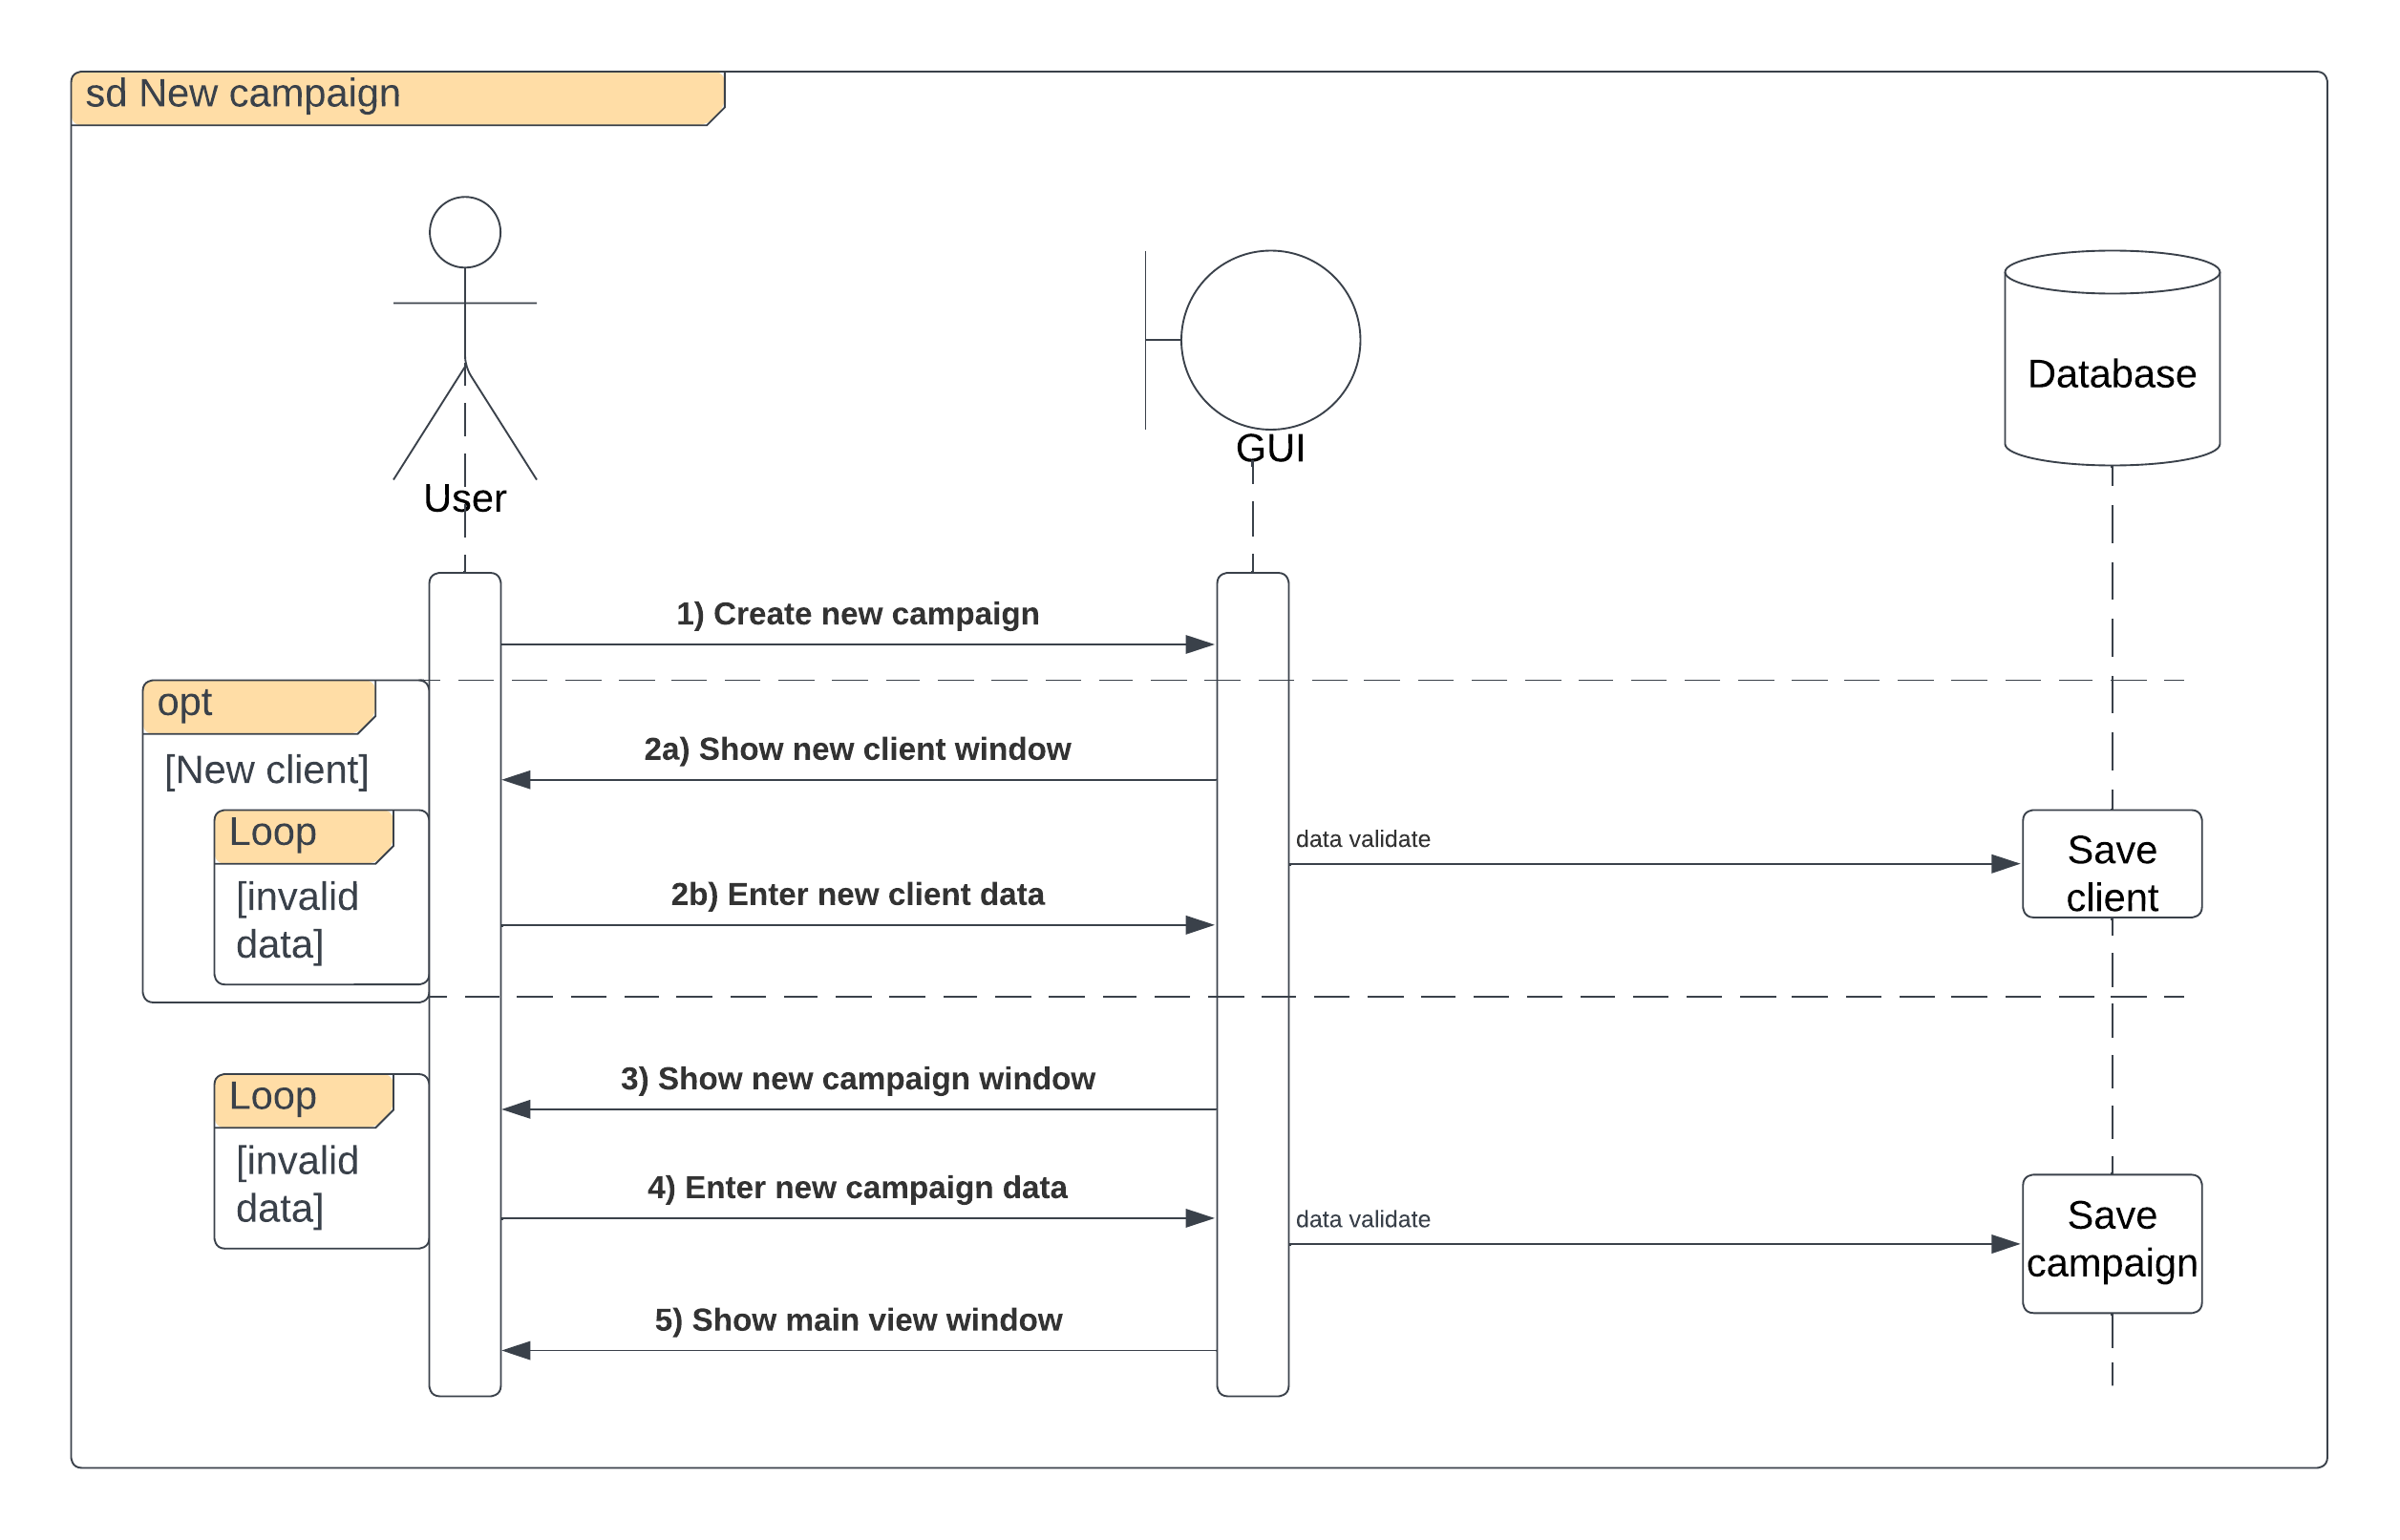 sd New campaign
User
GUI
Database
1) Create new campaign
opt
[New client]
2a) Show new client window
Loop
[invalid
data]
data validate
Save
client
2b) Enter new client data
3) Show new campaign window
Loop
[invalid
data]
4) Enter new campaign data
data validate
Save
campaign
5) Show main view window